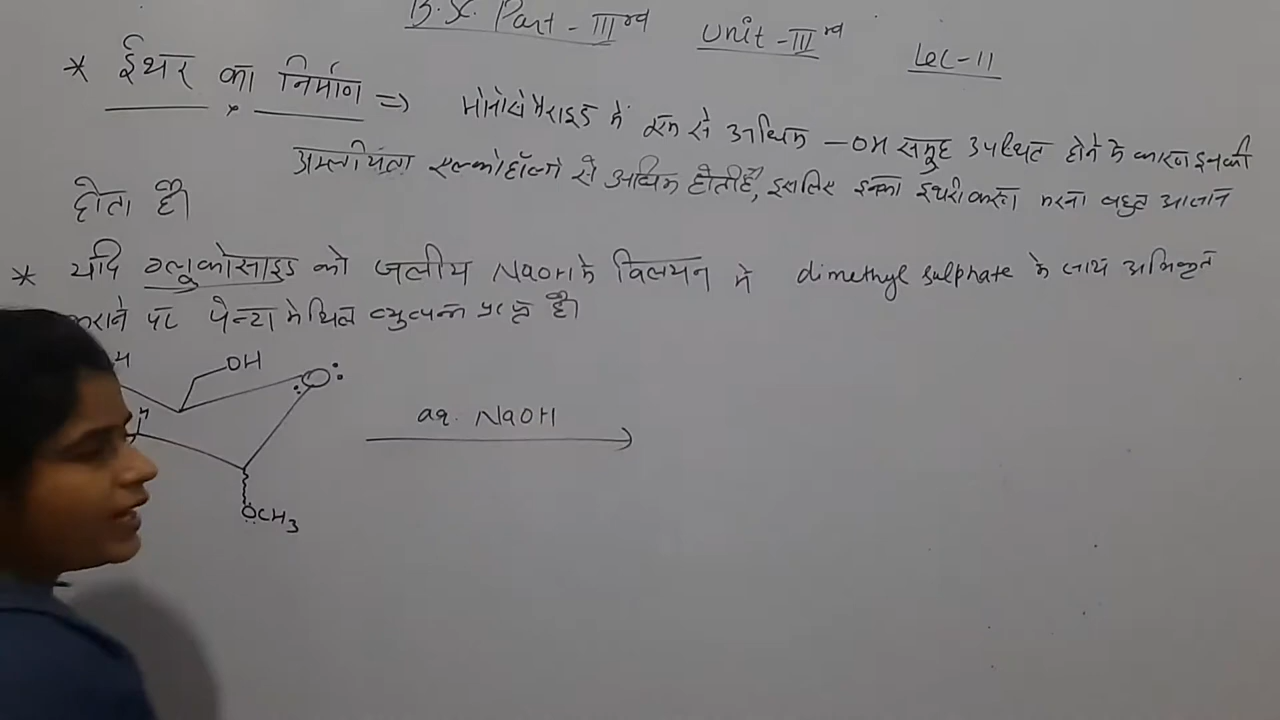 B.Sc. Part - III Unit - III Lec - 11
* ईथर का निर्माण => मोनोसैकेराइड में एक से अधिक -OH समूह उपस्थित होने के कारण इनकी
अम्लीयता एल्कोहॉलो से अधिक होती है, इसलिए इनका ईथरीकरण करना बहुत आसान
होता है।
* यदि ग्लूकोसाइड को जलीय NaOH के विलयन में dimethyl sulphate के साथ अभिकृत
कराने पर पेन्टा मेथिल व्युत्पन्न
H OH :O:
H aq. NaOH
OCH3